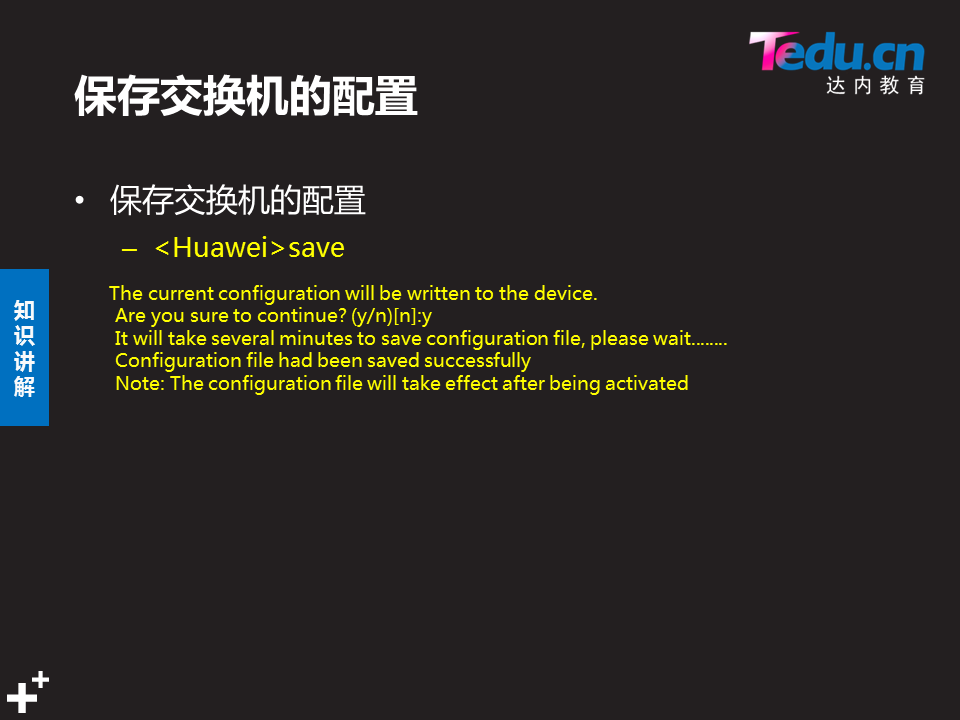 Tedu.cn
达内教育
保存交换机的配置
• 保存交换机的配置
– <Huawei>save
The current configuration will be written to the device.
Are you sure to continue? (y/n)[n]:y
It will take several minutes to save configuration file, please wait........
Configuration file had been saved successfully
Note: The configuration file will take effect after being activated
知
识
讲
解